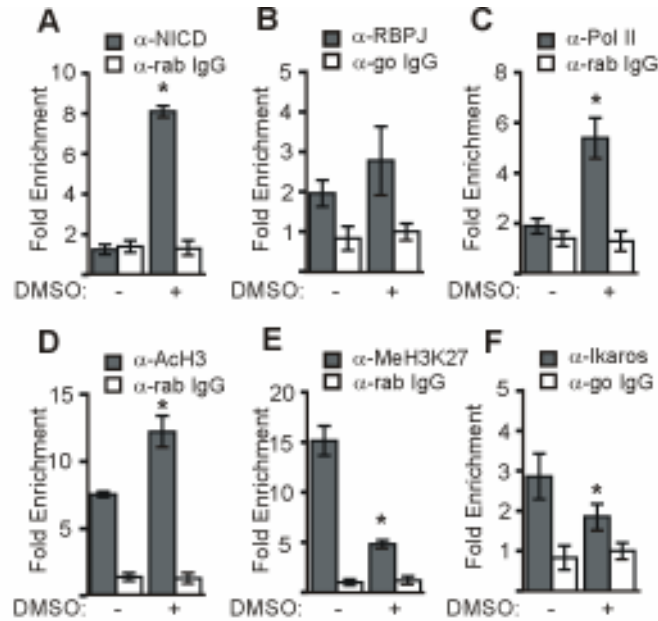 A
α-NICD
α-rab IgG
Fold Enrichment
10
8
6
4
2
*
DMSO: - +
B
α-RBPJ
α-go IgG
Fold Enrichment
5
4
3
2
1
DMSO: - +
C
α-Pol II
α-rab IgG
Fold Enrichment
8
6
4
2
*
DMSO: - +
D
α-AcH3
α-rab IgG
Fold Enrichment
15
10
5
*
DMSO: - +
E
α-MeH3K27
α-rab IgG
Fold Enrichment
20
15
10
5
*
DMSO: - +
F
α-Ikaros
α-go IgG
Fold Enrichment
5
4
3
2
1
*
DMSO: - +